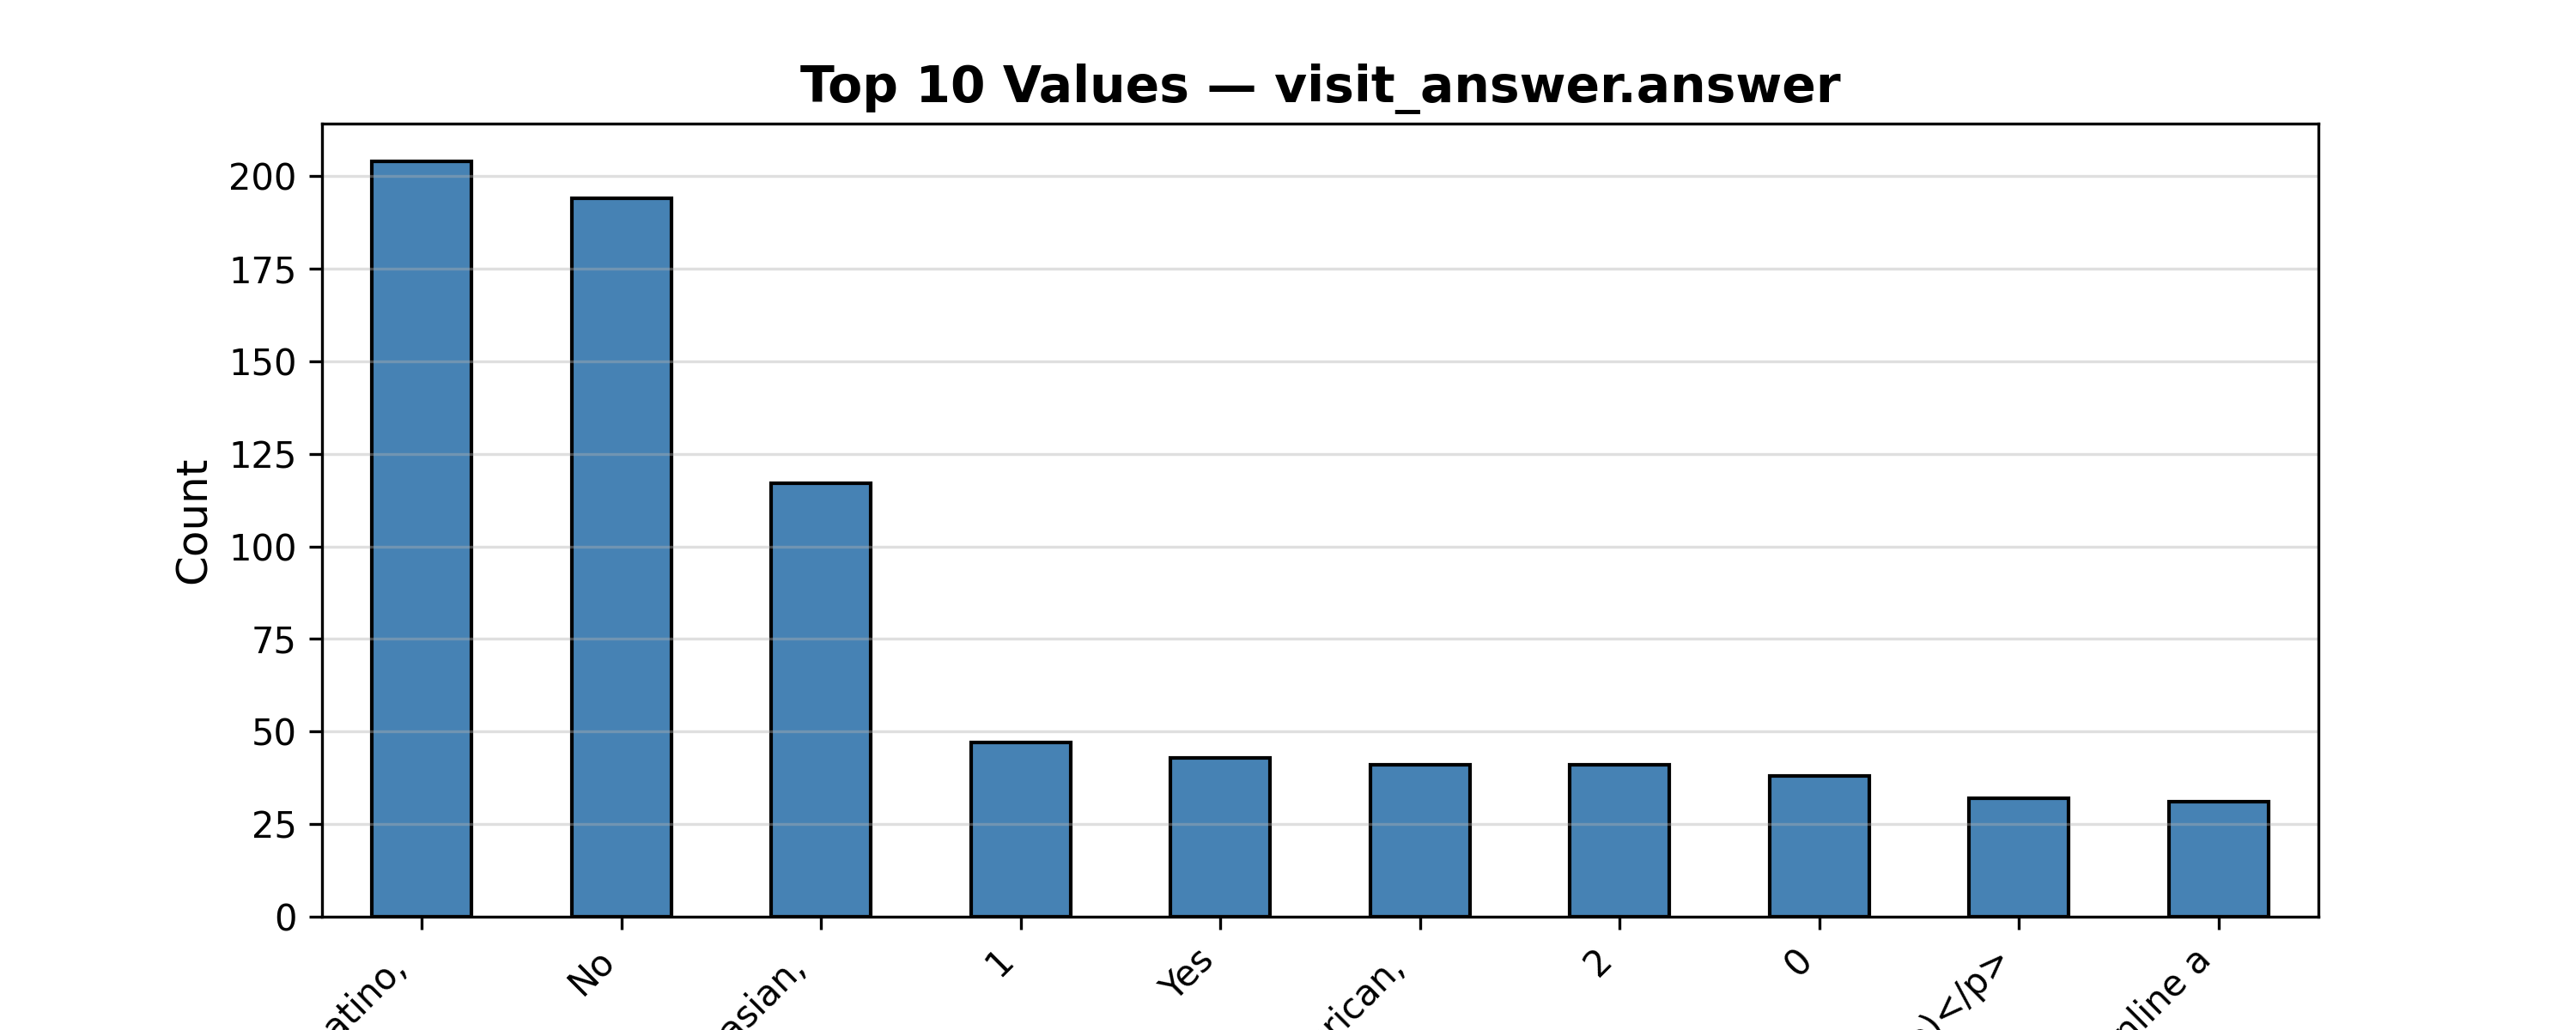 Top 10 Values — visit_answer.answer
Count
200
175
150
125
100
75
50
25
0
atino,
No
asian,
1
Yes
rican,
2
0
)</p>
nline a